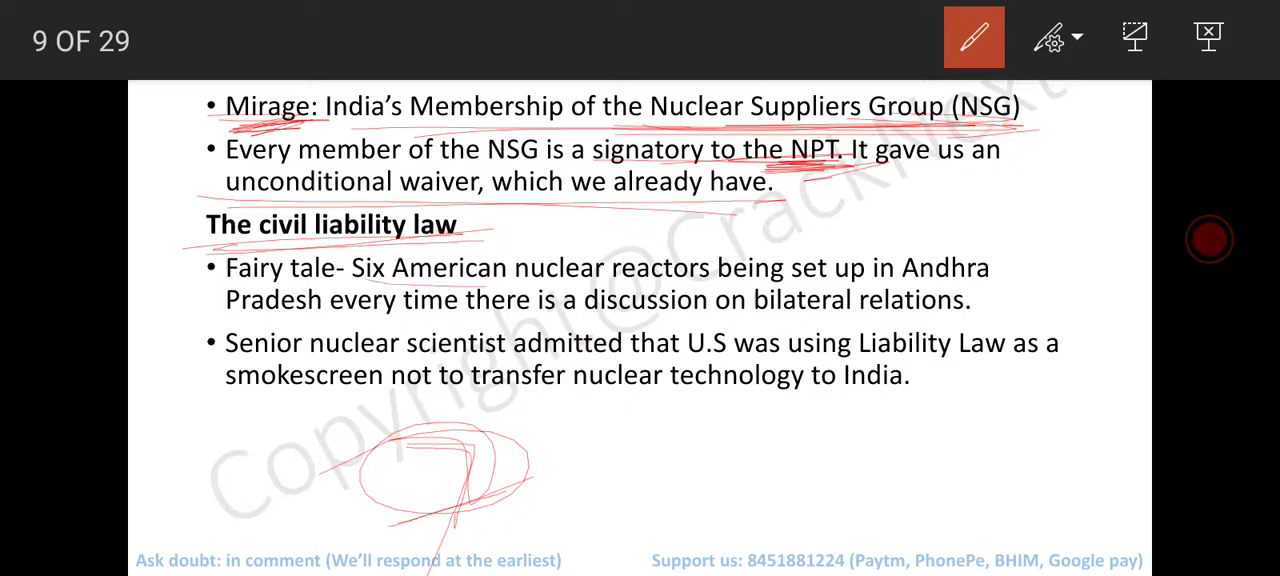 9 OF 29
• Mirage: India's Membership of the Nuclear Suppliers Group (NSG)
• Every member of the NSG is a signatory to the NPT. It gave us an
unconditional waiver, which we already have.
The civil liability law
• Fairy tale- Six American nuclear reactors being set up in Andhra
Pradesh every time there is a discussion on bilateral relations.
• Senior nuclear scientist admitted that U.S was using Liability Law as a
smokescreen not to transfer nuclear technology to India.
Copyright @CrackNext
Ask doubt: in comment (We'll respond at the earliest)
Support us: 8451881224 (Paytm, PhonePe, BHIM, Google pay)